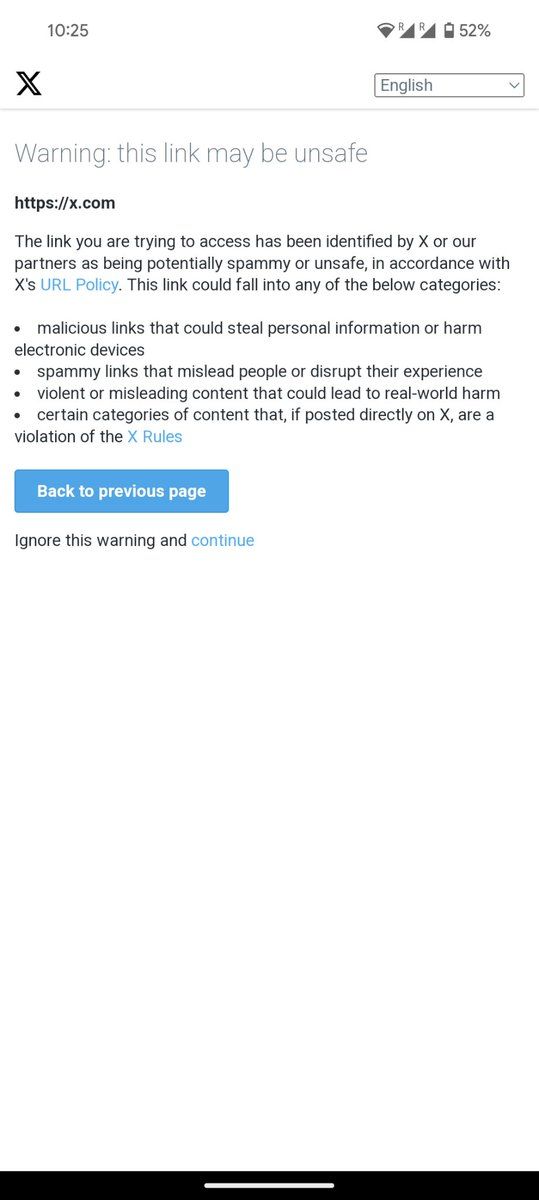 10:25
R R 52%
X
English
Warning: this link may be unsafe
https://x.com
The link you are trying to access has been identified by X or our
partners as being potentially spammy or unsafe, in accordance with
X's URL Policy. This link could fall into any of the below categories:
• malicious links that could steal personal information or harm
electronic devices
• spammy links that mislead people or disrupt their experience
• violent or misleading content that could lead to real-world harm
• certain categories of content that, if posted directly on X, are a
violation of the X Rules
Back to previous page
Ignore this warning and continue